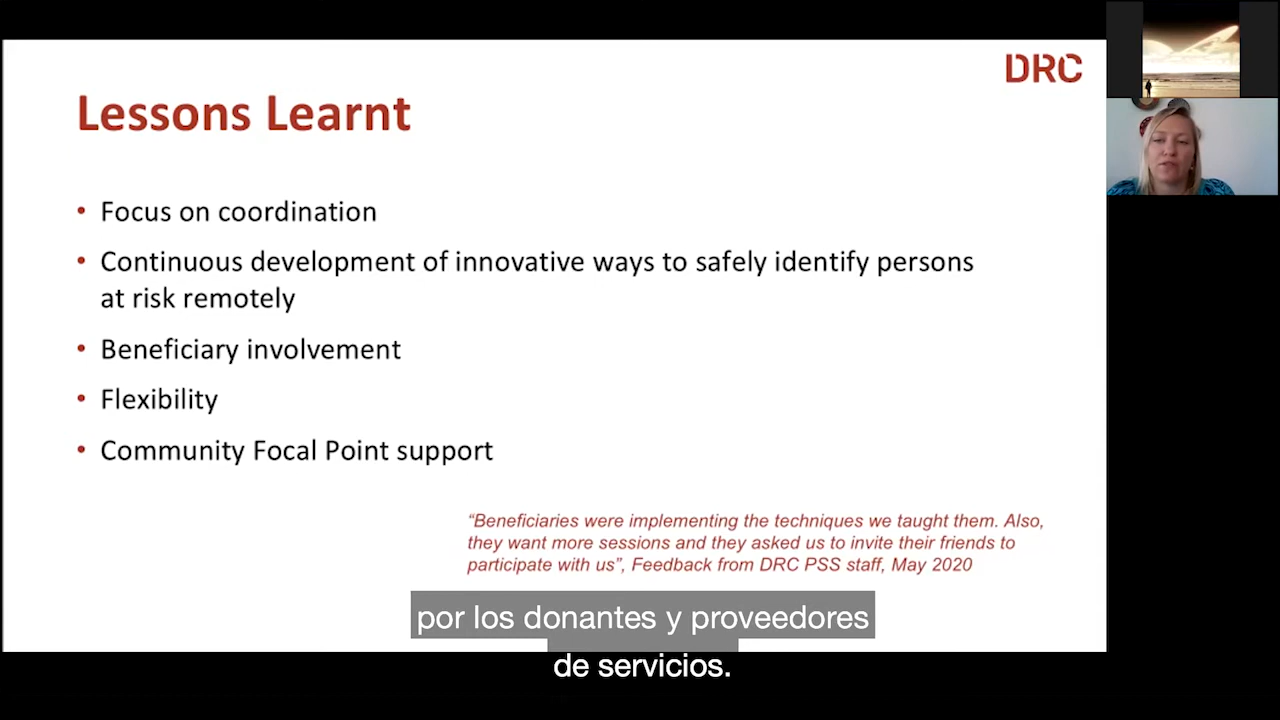 DRC
Lessons Learnt
• Focus on coordination
• Continuous development of innovative ways to safely identify persons
at risk remotely
• Beneficiary involvement
• Flexibility
• Community Focal Point support
“Beneficiaries were implementing the techniques we taught them. Also,
they want more sessions and they asked us to invite their friends to
participate with us”, Feedback from DRC PSS staff, May 2020
por los donantes y proveedores
de servicios.